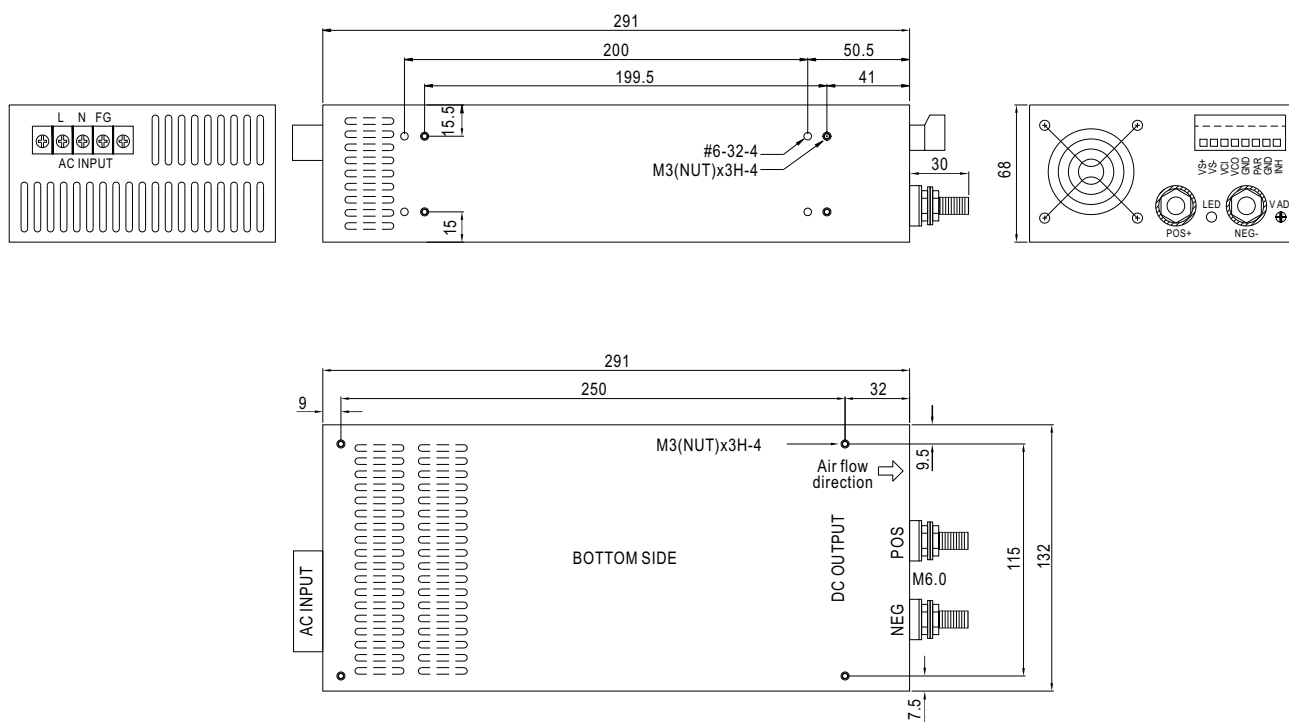 291
200
50.5
199.5
41
15.5
15
#6-32-4
M3(NUT)x3H-4
30
L N FG
AC INPUT
68
VS+
VS-
VCI
VCO
GND
PAR
GND
INH
LED
V AD
POS+
NEG-
291
250
32
9
M3(NUT)x3H-4
Air flow
direction
9.5
BOTTOM SIDE
AC INPUT
DC OUTPUT
POS
M6.0
NEG
115
132
7.5